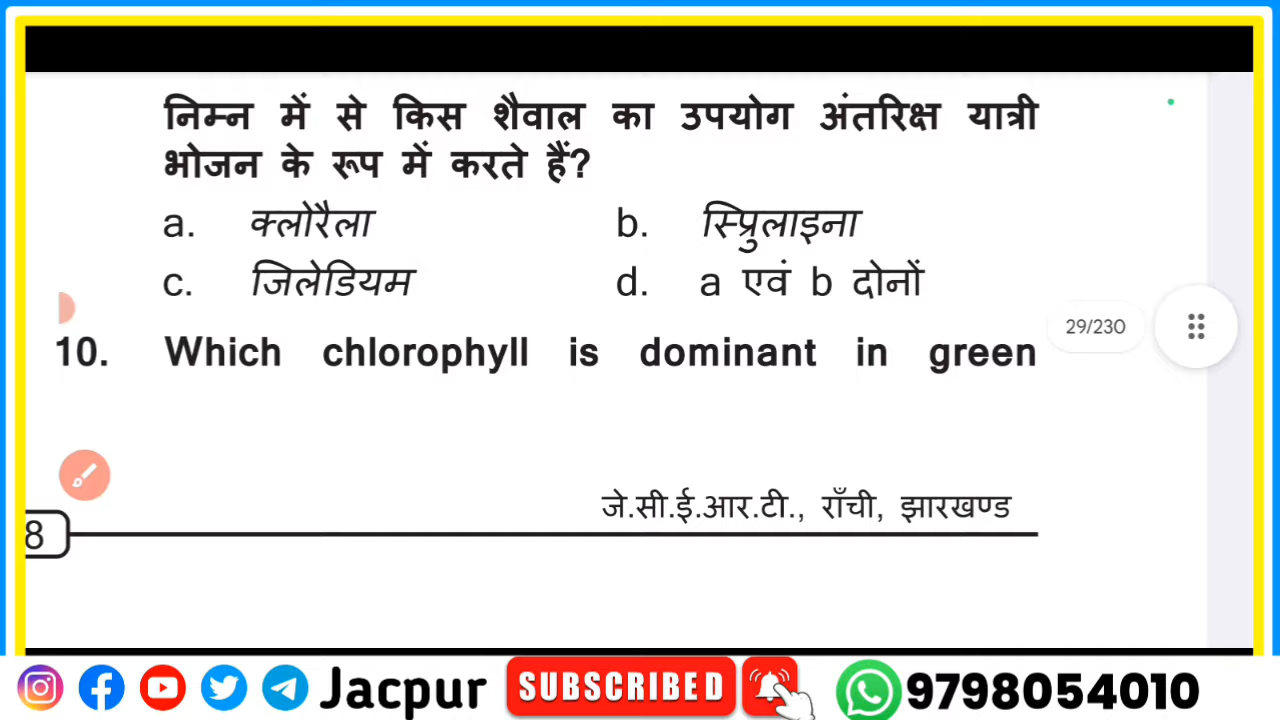 निम्न में से किस शैवाल का उपयोग अंतरिक्ष यात्री
भोजन के रूप में करते हैं?
a. क्लोरैला b. स्प्रिुलाइना
c. जिलेडियम d. a एवं b दोनों
29/230
10. Which chlorophyll is dominant in green
जे.सी.ई.आर.टी., राँची, झारखण्ड
8
Jacpur SUBSCRIBED 9798054010